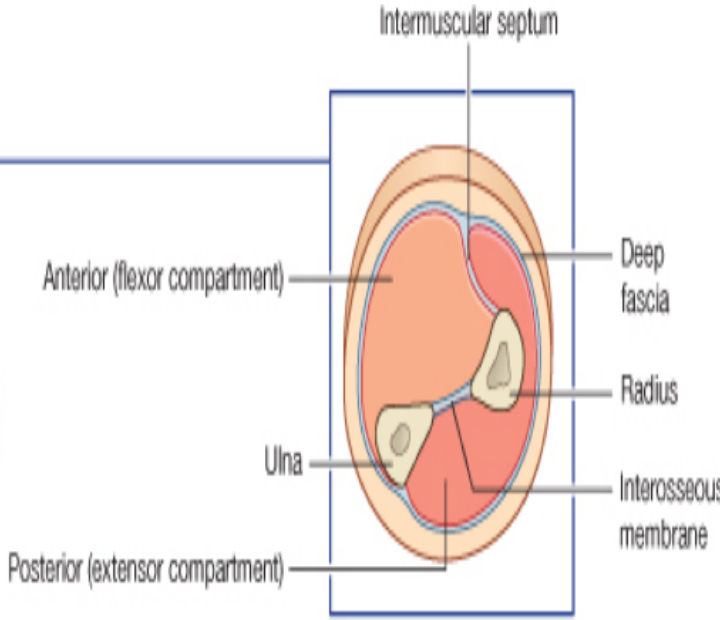 Intermuscular septum
Anterior (flexor compartment)
Deep
fascia
Radius
Ulna
Interosseous
membrane
Posterior (extensor compartment)